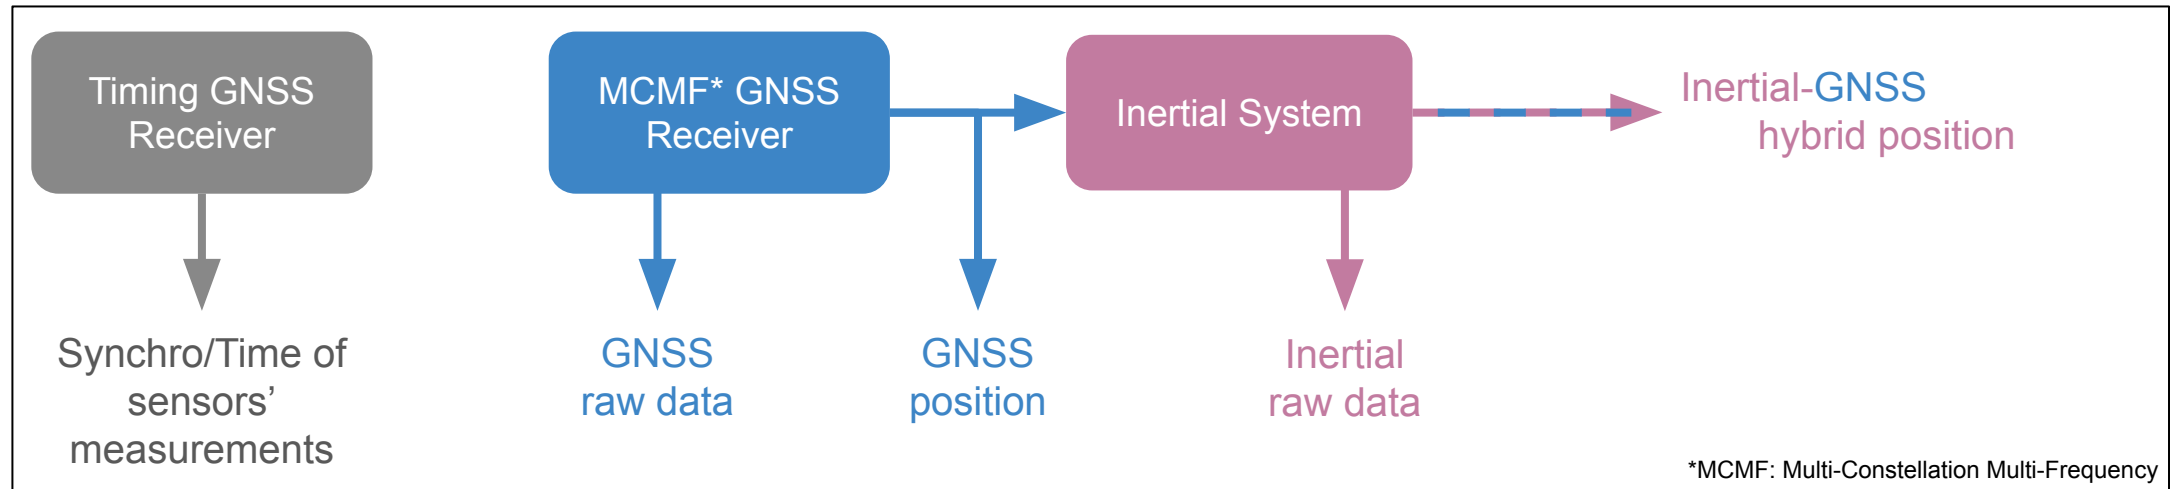 Timing GNSS
Receiver
MCMF* GNSS
Receiver
Inertial System
Inertial-GNSS
hybrid position
Synchro/Time of
sensors’
measurements
GNSS
raw data
GNSS
position
Inertial
raw data
*MCMF: Multi-Constellation Multi-Frequency